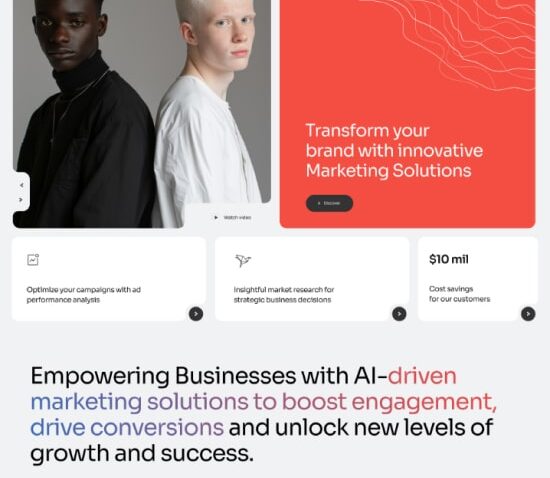 Transform your
brand with innovative
Marketing Solutions
Discover
Watch video
Optimize your campaigns with ad
performance analysis
Insightful market research for
strategic business decisions
$10 mil
Cost savings
for our customers
Empowering Businesses with AI-driven
marketing solutions to boost engagement,
drive conversions and unlock new levels of
growth and success.